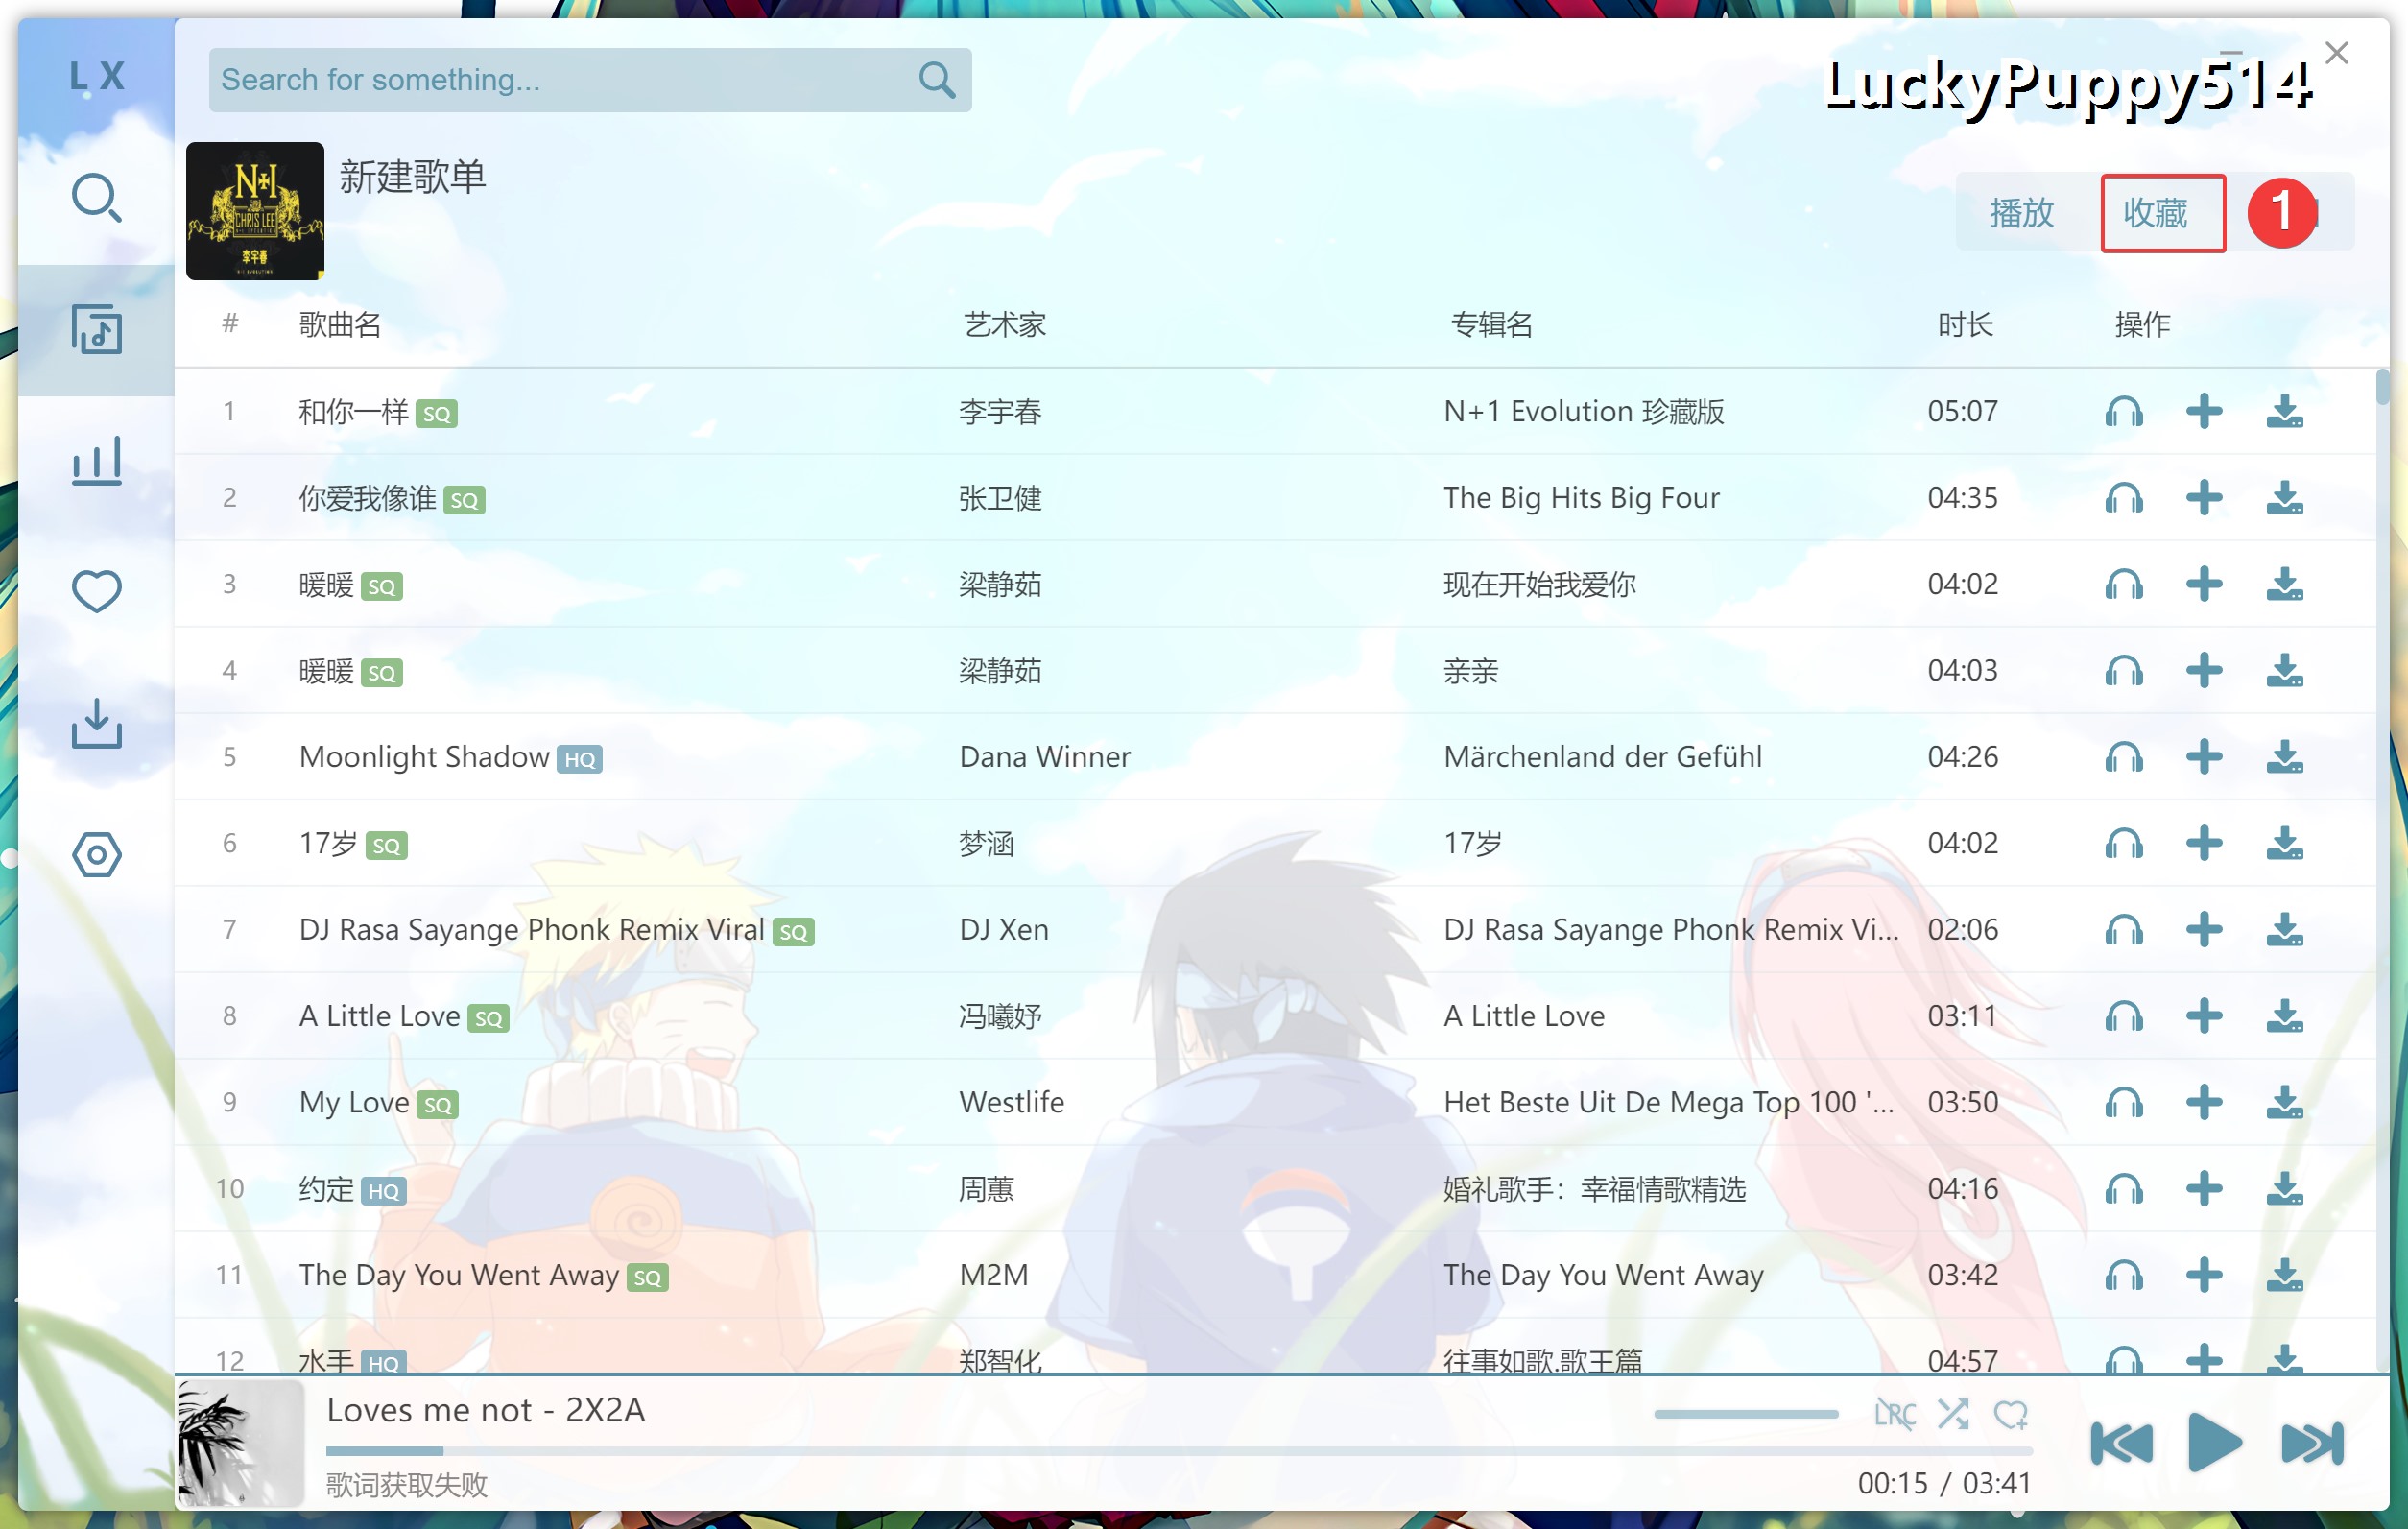 L X
Search for something...
LuckyPuppy514
新建歌单
播放
收藏
1
# 歌曲名 艺术家 专辑名 时长 操作
1 和你一样 SQ 李宇春 N+1 Evolution 珍藏版 05:07
2 你爱我像谁 SQ 张卫健 The Big Hits Big Four 04:35
3 暖暖 SQ 梁静茹 现在开始我爱你 04:02
4 暖暖 SQ 梁静茹 亲亲 04:03
5 Moonlight Shadow HQ Dana Winner Märchenland der Gefühl 04:26
6 17岁 SQ 梦涵 17岁 04:02
7 DJ Rasa Sayange Phonk Remix Viral SQ DJ Xen DJ Rasa Sayange Phonk Remix Vi... 02:06
8 A Little Love SQ 冯曦妤 A Little Love 03:11
9 My Love SQ Westlife Het Beste Uit De Mega Top 100 '... 03:50
10 约定 HQ 周蕙 婚礼歌手：幸福情歌精选 04:16
11 The Day You Went Away SQ M2M The Day You Went Away 03:42
12 水手 HQ 郑智化 往事如歌.歌王篇 04:57
Loves me not - 2X2A
LRC
歌词获取失败
00:15 / 03:41
N+1
CHRIS LEE
李宇春